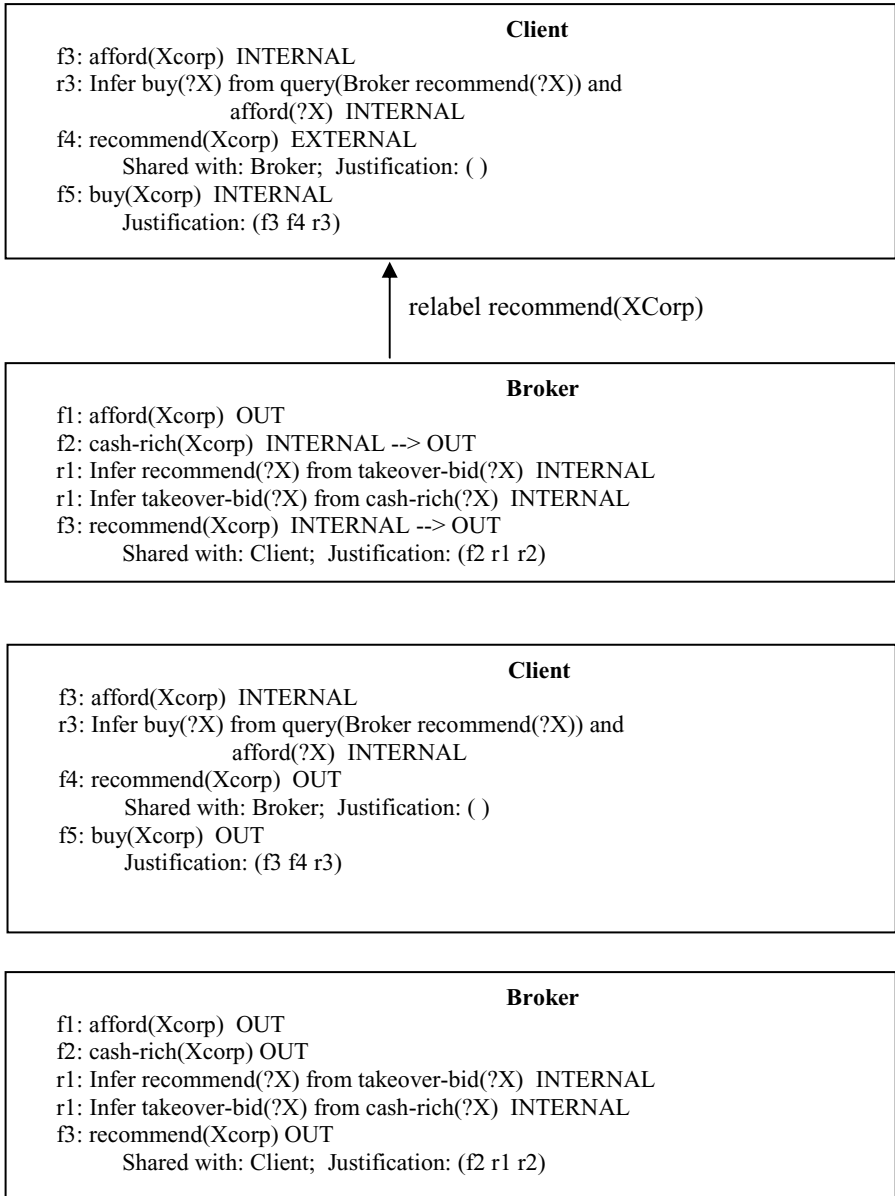 Client
f3: afford(Xcorp) INTERNAL
r3: Infer buy(?X) from query(Broker recommend(?X)) and
afford(?X) INTERNAL
f4: recommend(Xcorp) EXTERNAL
Shared with: Broker; Justification: ( )
f5: buy(Xcorp) INTERNAL
Justification: (f3 f4 r3)
relabel recommend(XCorp)
Broker
f1: afford(Xcorp) OUT
f2: cash-rich(Xcorp) INTERNAL --> OUT
r1: Infer recommend(?X) from takeover-bid(?X) INTERNAL
r1: Infer takeover-bid(?X) from cash-rich(?X) INTERNAL
f3: recommend(Xcorp) INTERNAL --> OUT
Shared with: Client; Justification: (f2 r1 r2)
Client
f3: afford(Xcorp) INTERNAL
r3: Infer buy(?X) from query(Broker recommend(?X)) and
afford(?X) INTERNAL
f4: recommend(Xcorp) OUT
Shared with: Broker; Justification: ( )
f5: buy(Xcorp) OUT
Justification: (f3 f4 r3)
Broker
f1: afford(Xcorp) OUT
f2: cash-rich(Xcorp) OUT
r1: Infer recommend(?X) from takeover-bid(?X) INTERNAL
r1: Infer takeover-bid(?X) from cash-rich(?X) INTERNAL
f3: recommend(Xcorp) OUT
Shared with: Client; Justification: (f2 r1 r2)